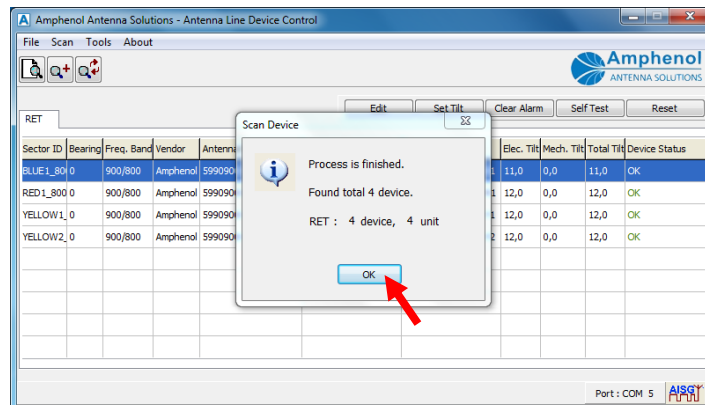 Amphenol Antenna Solutions - Antenna Line Device Control
File Scan Tools About
Amphenol
ANTENNA SOLUTIONS
RET
Edit Set Tilt Clear Alarm Self Test Reset
Sector ID Bearing Freq. Band Vendor Antenna Elec. Tilt Mech. Tilt Total Tilt Device Status
BLUE1_80 0 900/800 Amphenol 599090 1 11,0 0,0 11,0 OK
RED1_800 0 900/800 Amphenol 599090 1 12,0 0,0 12,0 OK
YELLOW1_ 0 900/800 Amphenol 599090 1 12,0 0,0 12,0 OK
YELLOW2_ 0 900/800 Amphenol 599090 2 12,0 0,0 12,0 OK
Scan Device
Process is finished.
Found total 4 device.
RET : 4 device, 4 unit
OK
Port : COM 5 AISG